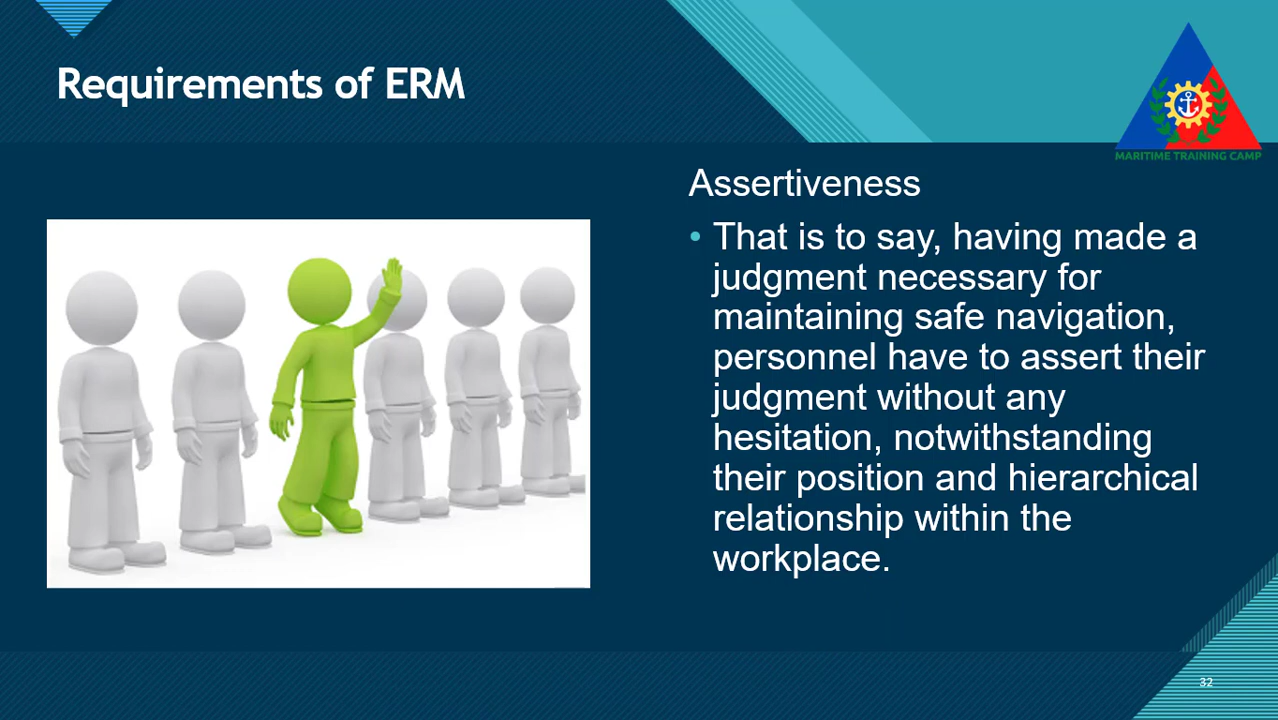 Requirements of ERM
MARITIME TRAINING CAMP
Assertiveness
• That is to say, having made a
judgment necessary for
maintaining safe navigation,
personnel have to assert their
judgment without any
hesitation, notwithstanding
their position and hierarchical
relationship within the
workplace.
32